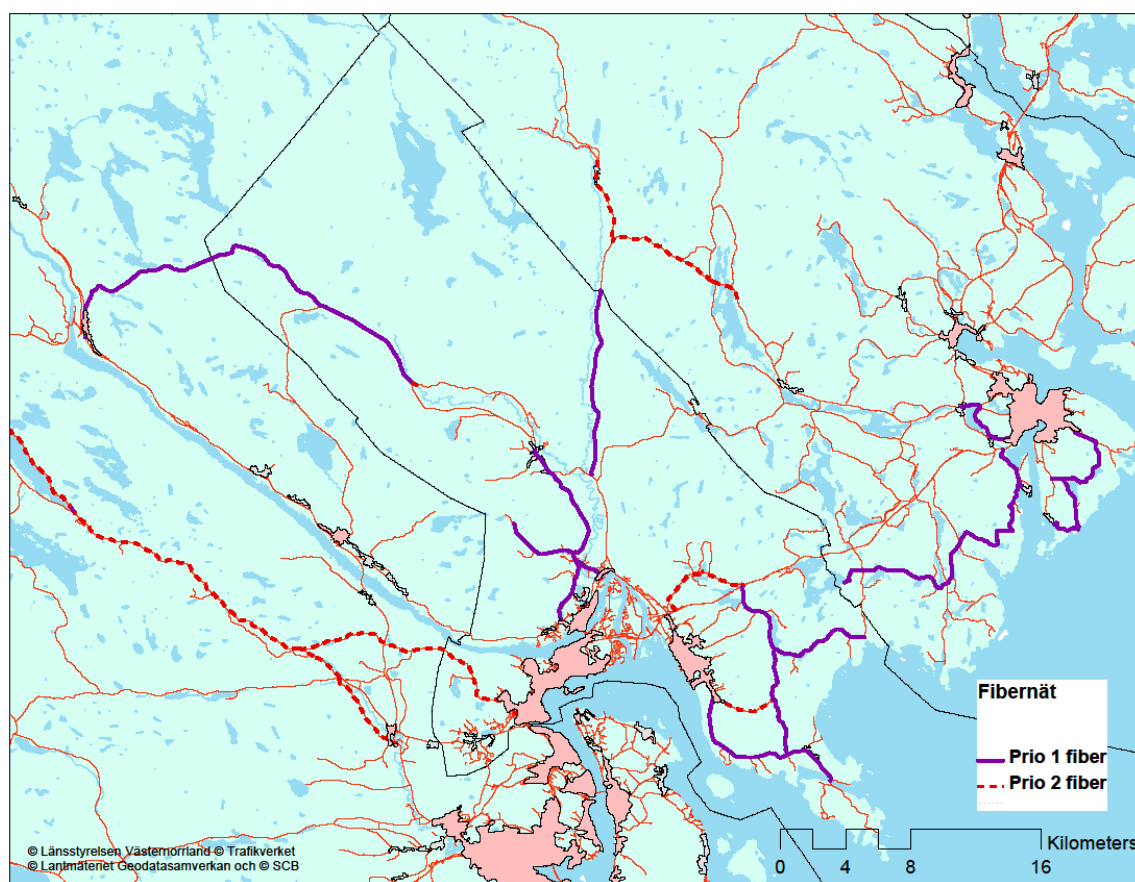 Fibernät
Prio 1 fiber
Prio 2 fiber
Kilometers
0 4 8 16
© Länsstyrelsen Västernorrland © Trafikverket
© Lantmäteriet Geodatasamverkan och © SCB